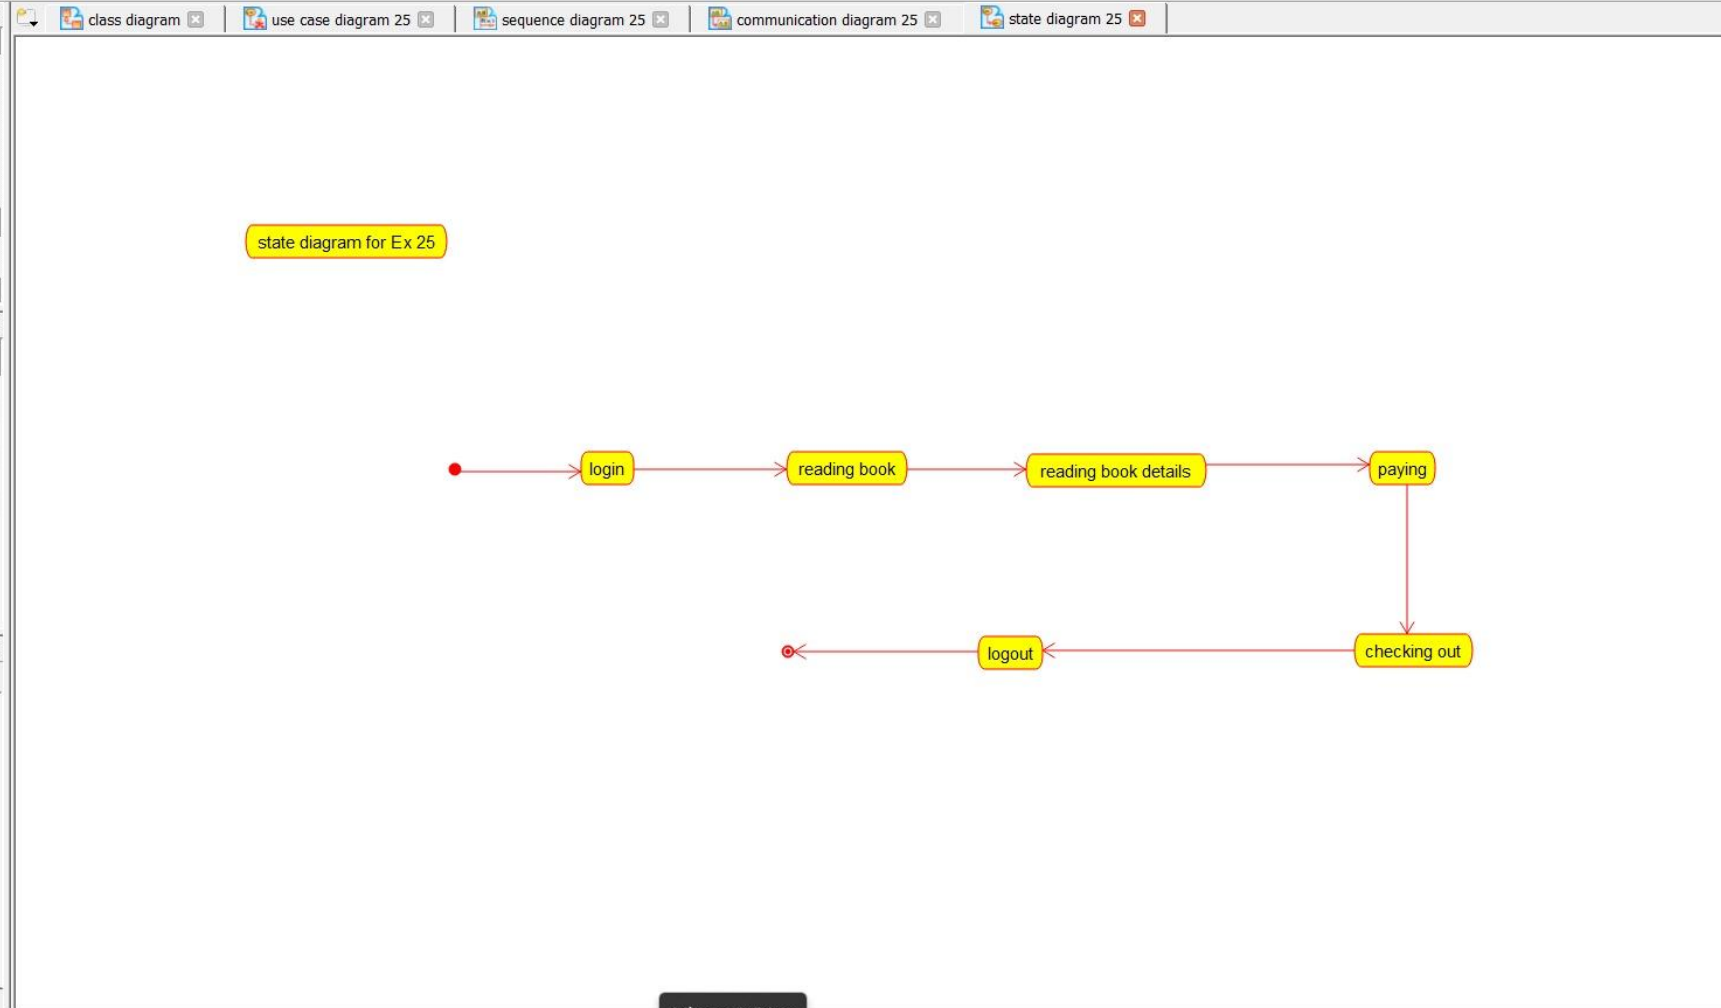 class diagram
use case diagram 25
sequence diagram 25
communication diagram 25
state diagram 25
state diagram for Ex 25
login
reading book
reading book details
paying
logout
checking out